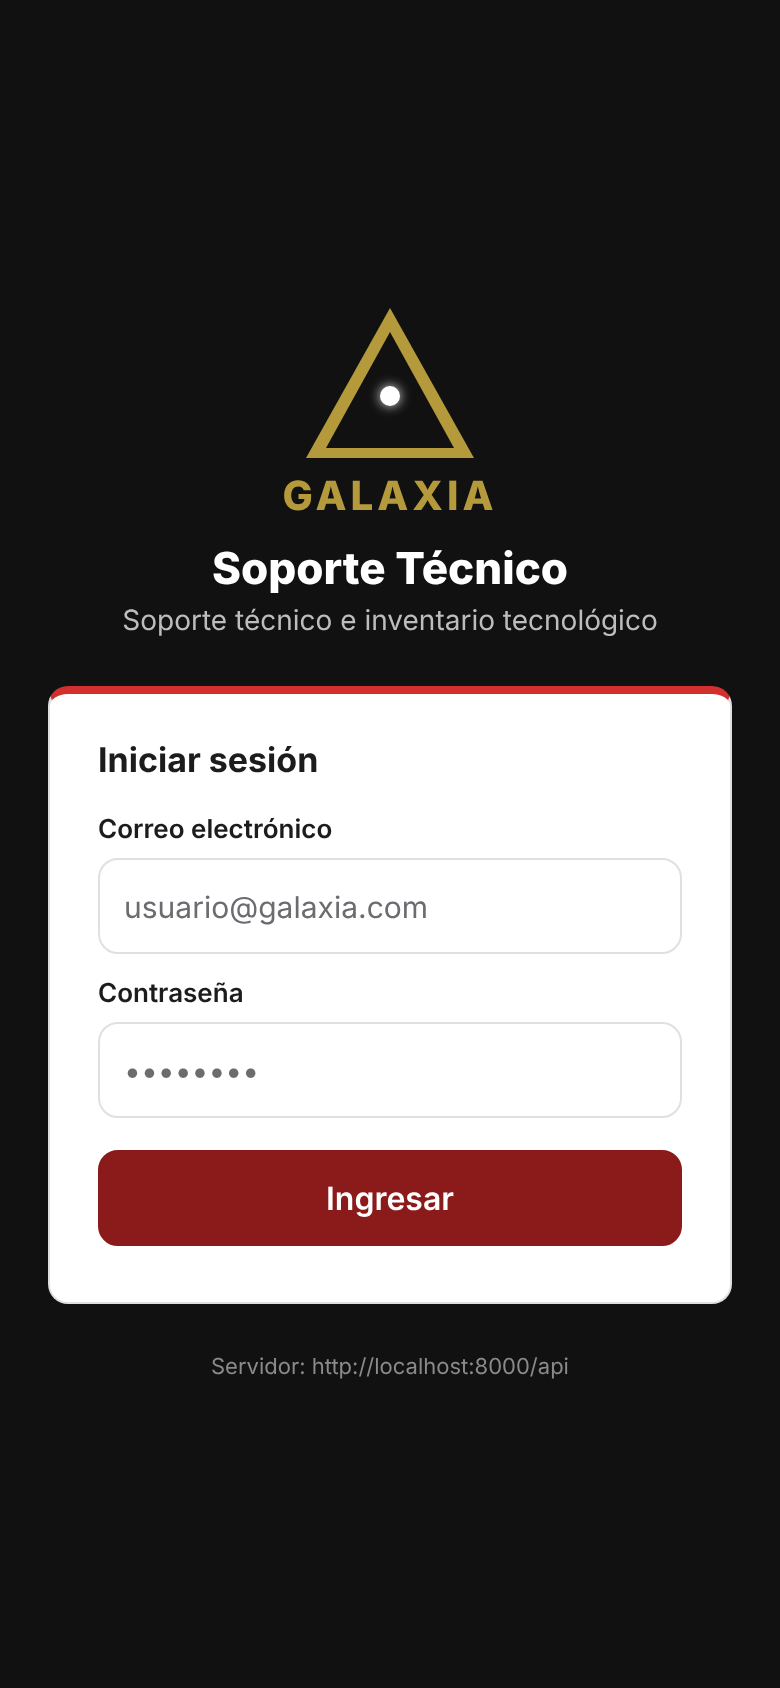 GALAXIA
Soporte Técnico
Soporte técnico e inventario tecnológico
Iniciar sesión
Correo electrónico
usuario@galaxia.com
Contraseña
••••••••
Ingresar
Servidor: http://localhost:8000/api